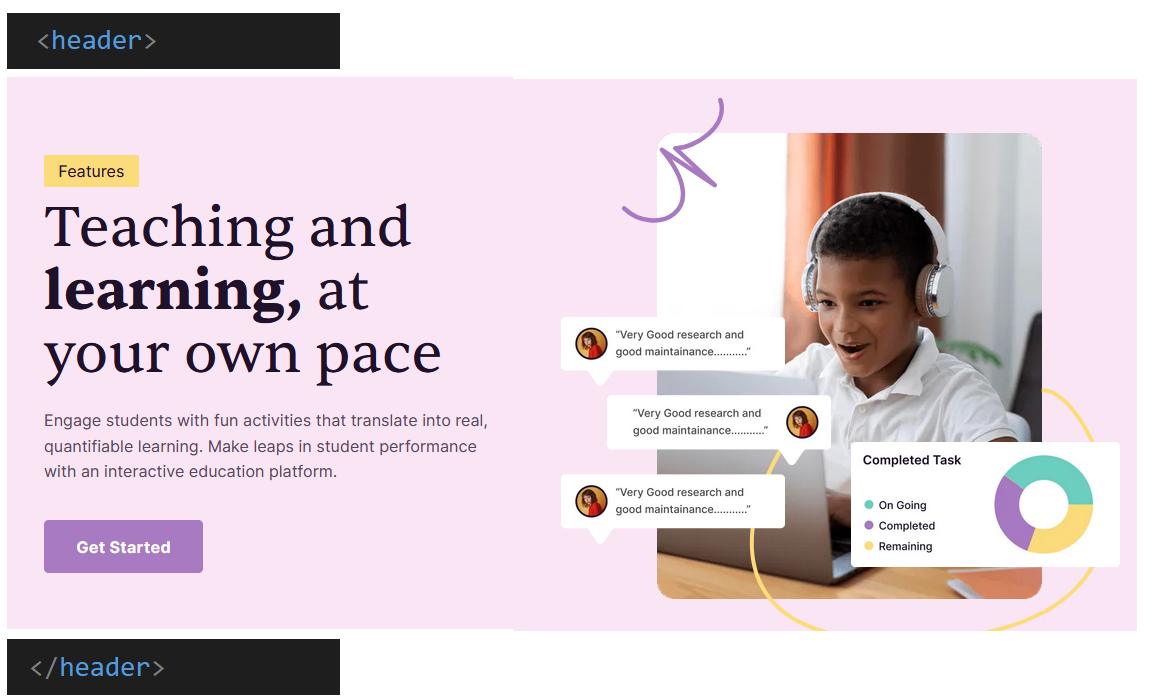 <header>
Features
Teaching and
learning, at
your own pace
Engage students with fun activities that translate into real,
quantifiable learning. Make leaps in student performance
with an interactive education platform.
Get Started
“Very Good research and
good maintainance...........”
“Very Good research and
good maintainance...........”
“Very Good research and
good maintainance...........”
Completed Task
On Going
Completed
Remaining
</header>